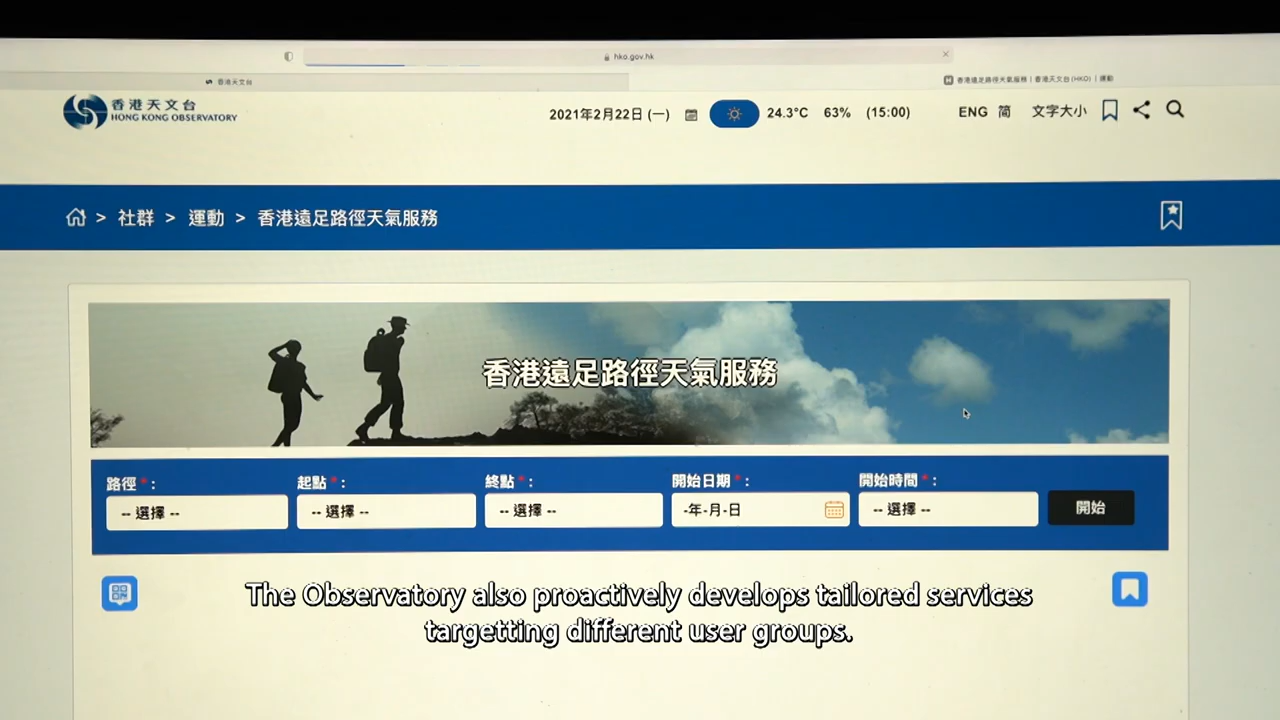 hko.gov.hk
香港天文台
香港遠足路徑天氣服務 | 香港天文台(HKO) | 運動
香港天文台
HONG KONG OBSERVATORY
2021年2月22日 (一) 24.3°C 63% (15:00) ENG 简 文字大小
> 社群 > 運動 > 香港遠足路徑天氣服務
香港遠足路徑天氣服務
路徑 * : 起點 * : 終點 * : 開始日期 * : 開始時間 * :
-- 選擇 -- -- 選擇 -- -- 選擇 -- -年-月-日 -- 選擇 -- 開始
The Observatory also proactively develops tailored services
targetting different user groups.